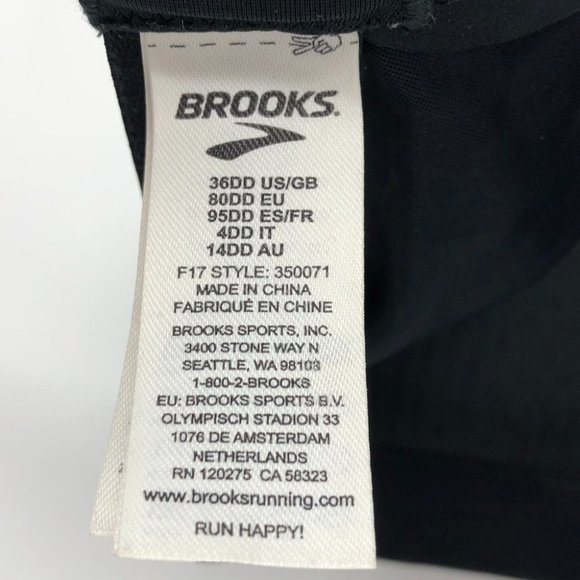 BROOKS.
36DD US/GB
80DD EU
95DD ES/FR
4DD IT
14DD AU
F17 STYLE: 350071
MADE IN CHINA
FABRIQUÉ EN CHINE
BROOKS SPORTS, INC.
3400 STONE WAY N
SEATTLE, WA 98103
1-800-2-BROOKS
EU: BROOKS SPORTS B.V.
OLYMPISCH STADION 33
1076 DE AMSTERDAM
NETHERLANDS
RN 120275 CA 58323
www.brooksrunning.com
RUN HAPPY!